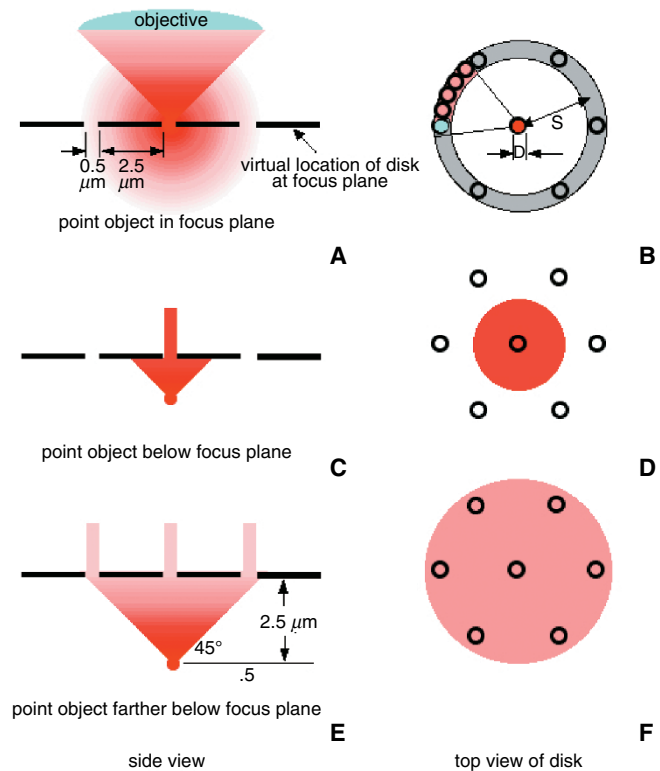 objective
0.5
μm
2.5
μm
virtual location of disk
at focus plane
point object in focus plane
A
S
D
B
point object below focus plane
C
D
45°
2.5 μm
.5
point object farther below focus plane
E
F
side view
top view of disk